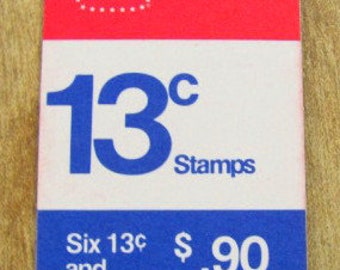 13c
Stamps
Six 13¢ $.90
and